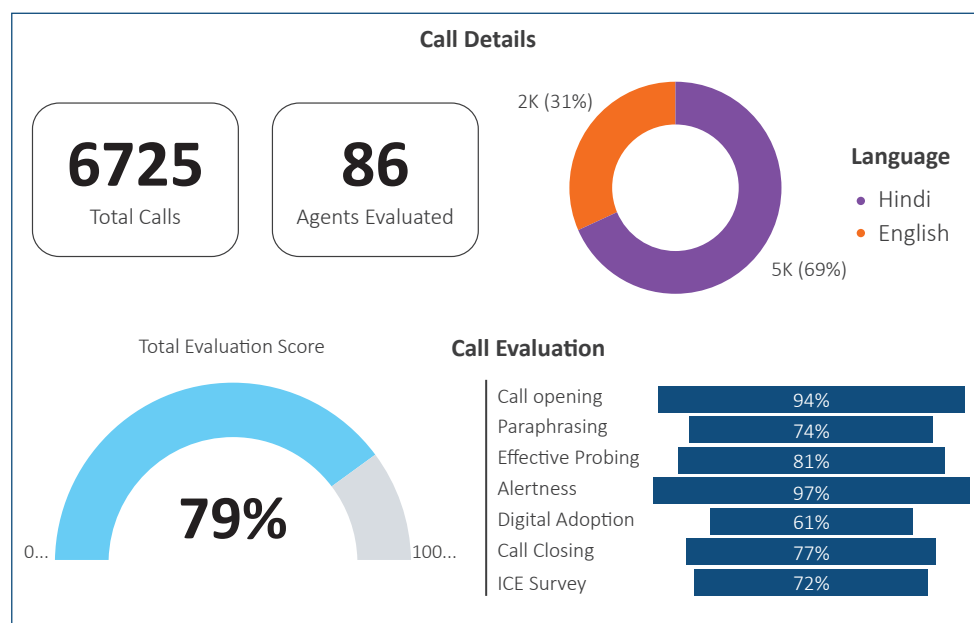 Call Details
6725
Total Calls
86
Agents Evaluated
2K (31%)
5K (69%)
Language
Hindi
English
Total Evaluation Score
79%
0...
100...
Call Evaluation
Call opening 94%
Paraphrasing 74%
Effective Probing 81%
Alertness 97%
Digital Adoption 61%
Call Closing 77%
ICE Survey 72%